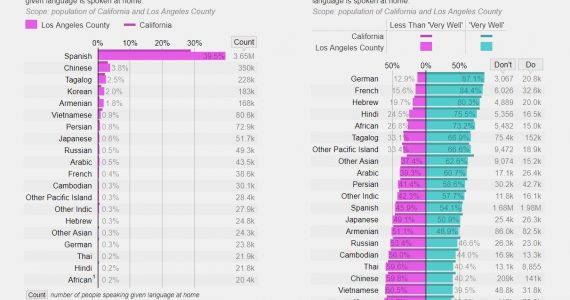 given language is spoken at home.
Scope: population of California and Los Angeles County
Los Angeles County California
0% 30% Count
Spanish 39.5% 3.65M
Chinese 3.8% 350k
Tagalog 2.5% 228k
Korean 2.0% 183k
Armenian 1.8% 168k
Vietnamese 0.9% 80.6k
Persian 0.8% 72.9k
Japanese 0.6% 51.7k
Russian 0.5% 49.3k
Arabic 0.5% 43.5k
French 0.4% 38.6k
Cambodian 0.3% 30.1k
Other Pacific Island 0.3% 28.4k
Other Indic 0.3% 27.9k
Hebrew 0.3% 24.8k
Other Asian 0.3% 24.3k
German 0.3% 23.8k
Thai 0.2% 21.9k
Hindi 0.2% 21.8k
African 1 0.2% 20.4k
Count number of people speaking given language at home
language is spoken at home.
Scope: population of California and Los Angeles County
Less Than 'Very Well' 'Very Well'
California
Los Angeles County
50% 0% 50% Don't Do
German 12.9% 87.1% 3,067 20.8k
French 15.6% 84.4% 6,026 32.6k
Hebrew 19.7% 80.3% 4,889 20.0k
Hindi 24.5% 75.5% 5,356 16.5k
African 26.8% 73.2% 5,482 15.0k
Tagalog 33.1% 66.9% 75.4k 152k
Other Pacific Island 33.4% 66.6% 9,472 18.9k
Other Asian 37.4% 62.6% 9,074 15.2k
Arabic 39.3% 60.7% 17.1k 26.4k
Persian 41.4% 58.6% 30.2k 42.7k
Other Indic 42.3% 57.7% 11.8k 16.1k
Spanish 45.9% 54.1% 1.68M 1.98M
Japanese 49.1% 50.9% 25.4k 26.3k
Armenian 51.1% 48.9% 86.0k 82.5k
Russian 53.4% 46.6% 26.3k 23.0k
Cambodian 56.0% 44.0% 16.9k 13.3k
Thai 59.6% 40.4% 13.1k 8,855
Chinese 59.8% 40.2% 209k 141k
Vietnamese 60.5% 39.5% 48.8k 31.8k